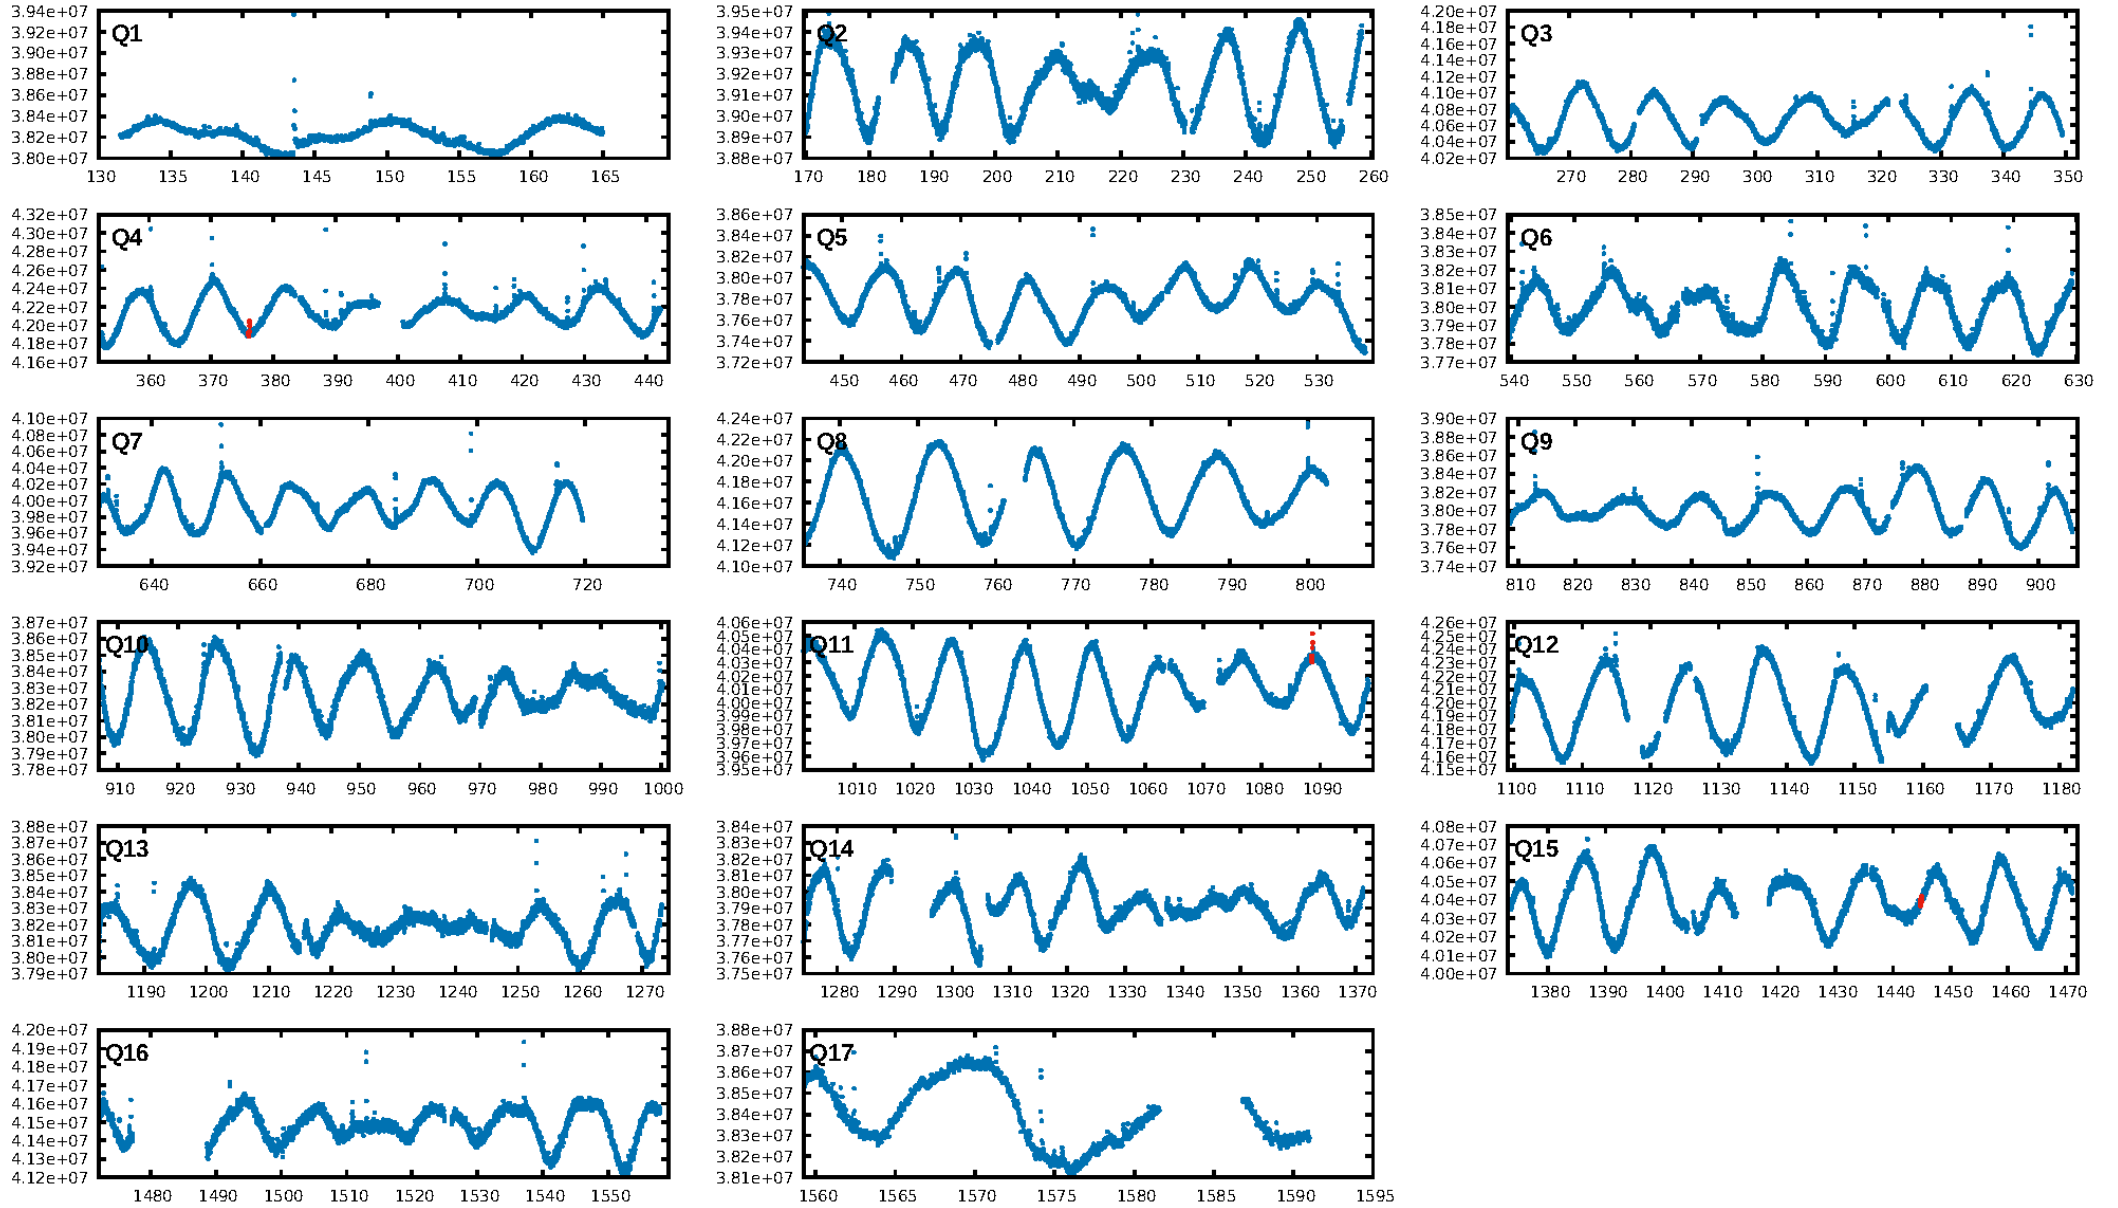 3.94e+07
3.92e+07
3.90e+07
3.88e+07
3.86e+07
3.84e+07
3.82e+07
3.80e+07
Q1
130 135 140 145 150 155 160 165
3.95e+07
3.94e+07
3.93e+07
3.92e+07
3.91e+07
3.90e+07
3.89e+07
3.88e+07
Q2
170 180 190 200 210 220 230 240 250 260
4.20e+07
4.18e+07
4.16e+07
4.14e+07
4.12e+07
4.10e+07
4.08e+07
4.06e+07
4.04e+07
4.02e+07
Q3
270 280 290 300 310 320 330 340 350
4.32e+07
4.30e+07
4.28e+07
4.26e+07
4.24e+07
4.22e+07
4.20e+07
4.18e+07
4.16e+07
Q4
360 370 380 390 400 410 420 430 440
3.86e+07
3.84e+07
3.82e+07
3.80e+07
3.78e+07
3.76e+07
3.74e+07
3.72e+07
Q5
450 460 470 480 490 500 510 520 530
3.85e+07
3.84e+07
3.83e+07
3.82e+07
3.81e+07
3.80e+07
3.79e+07
3.78e+07
3.77e+07
Q6
540 550 560 570 580 590 600 610 620 630
4.10e+07
4.08e+07
4.06e+07
4.04e+07
4.02e+07
4.00e+07
3.98e+07
3.96e+07
3.94e+07
3.92e+07
Q7
640 660 680 700 720
4.24e+07
4.22e+07
4.20e+07
4.18e+07
4.16e+07
4.14e+07
4.12e+07
4.10e+07
Q8
740 750 760 770 780 790 800
3.90e+07
3.88e+07
3.86e+07
3.84e+07
3.82e+07
3.80e+07
3.78e+07
3.76e+07
3.74e+07
Q9
810 820 830 840 850 860 870 880 890 900
3.87e+07
3.86e+07
3.85e+07
3.84e+07
3.83e+07
3.82e+07
3.81e+07
3.80e+07
3.79e+07
3.78e+07
Q10
910 920 930 940 950 960 970 980 990 1000
4.06e+07
4.05e+07
4.04e+07
4.03e+07
4.02e+07
4.01e+07
4.00e+07
3.99e+07
3.98e+07
3.97e+07
3.96e+07
3.95e+07
Q11
1010 1020 1030 1040 1050 1060 1070 1080 1090
4.26e+07
4.25e+07
4.24e+07
4.23e+07
4.22e+07
4.21e+07
4.20e+07
4.19e+07
4.18e+07
4.17e+07
4.16e+07
4.15e+07
Q12
1100 1110 1120 1130 1140 1150 1160 1170 1180
3.88e+07
3.87e+07
3.86e+07
3.85e+07
3.84e+07
3.83e+07
3.82e+07
3.81e+07
3.80e+07
3.79e+07
Q13
1190 1200 1210 1220 1230 1240 1250 1260 1270
3.84e+07
3.83e+07
3.82e+07
3.81e+07
3.80e+07
3.79e+07
3.78e+07
3.77e+07
3.76e+07
3.75e+07
Q14
1280 1290 1300 1310 1320 1330 1340 1350 1360 1370
4.08e+07
4.07e+07
4.06e+07
4.05e+07
4.04e+07
4.03e+07
4.02e+07
4.01e+07
4.00e+07
Q15
1380 1390 1400 1410 1420 1430 1440 1450 1460 1470
4.20e+07
4.19e+07
4.18e+07
4.17e+07
4.16e+07
4.15e+07
4.14e+07
4.13e+07
4.12e+07
Q16
1480 1490 1500 1510 1520 1530 1540 1550
3.88e+07
3.87e+07
3.86e+07
3.85e+07
3.84e+07
3.83e+07
3.82e+07
3.81e+07
Q17
1560 1565 1570 1575 1580 1585 1590 1595